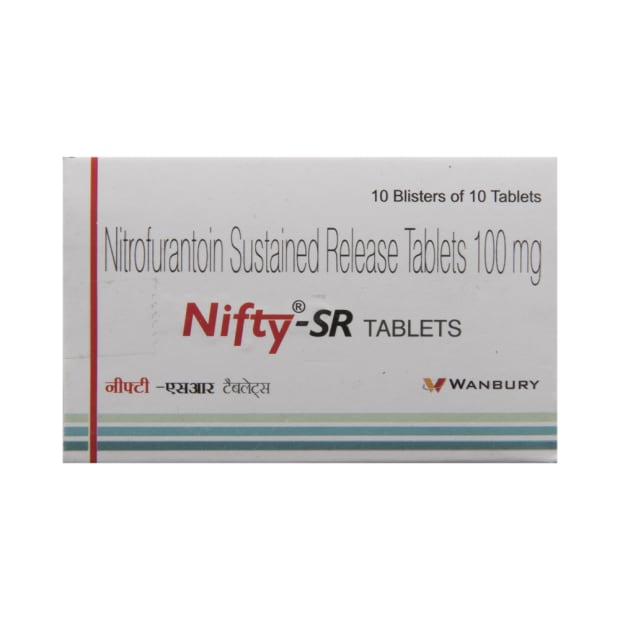 10 Blisters of 10 Tablets
Nitrofurantoin Sustained Release Tablets 100 mg
Nifty®-SR TABLETS
नीफ्टी -एसआर टैबलेट्स
WANBURY